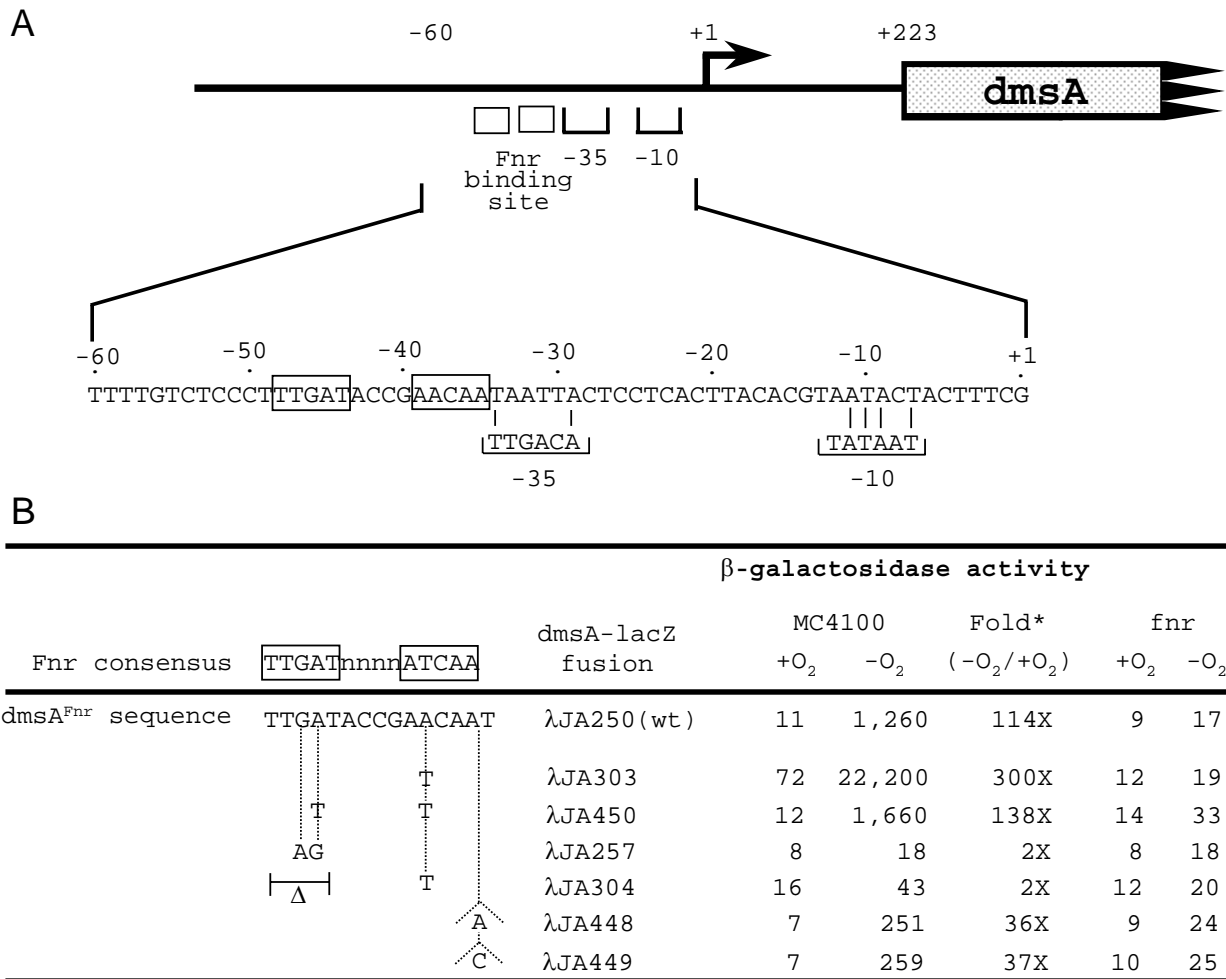 A
-60 +1 +223
dmsA
Fnr binding site -35 -10
-60 -50 -40 -30 -20 -10 +1
TTTTGTCTCCCTTTGATACCGAACAATAATTACTCCTCACTTACACGTAATACTACTTTCG
TTGACA TATAAT
-35 -10
B
β-galactosidase activity
Fnr consensus TTGATnnnnATCAA dmsA-lacZ fusion MC4100 +O₂ -O₂ Fold* (-O₂/+O₂) fnr +O₂ -O₂
dmsA^Fnr sequence TTGATACCGAACAAT λJA250(wt) 11 1,260 114X 9 17
T λJA303 72 22,200 300X 12 19
T T λJA450 12 1,660 138X 14 33
AG λJA257 8 18 2X 8 18
Δ T λJA304 16 43 2X 12 20
A λJA448 7 251 36X 9 24
C λJA449 7 259 37X 10 25